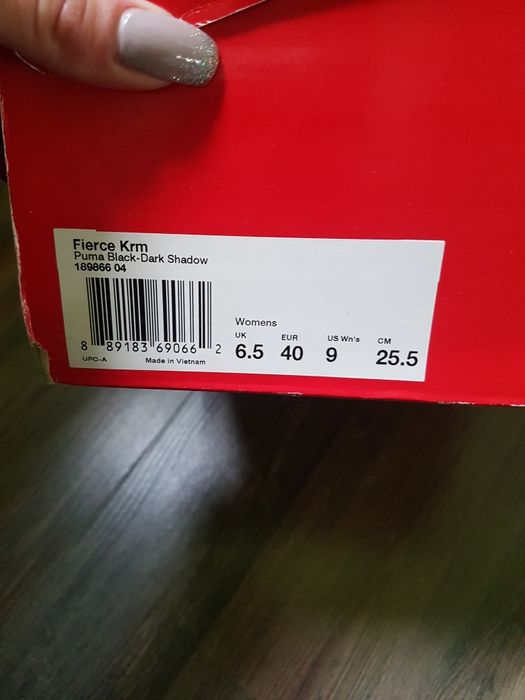 Fierce Krm
Puma Black-Dark Shadow
189866 04
8 89183 69066 2
UPC-A Made in Vietnam
Womens
UK EUR US Wn's CM
6.5 40 9 25.5